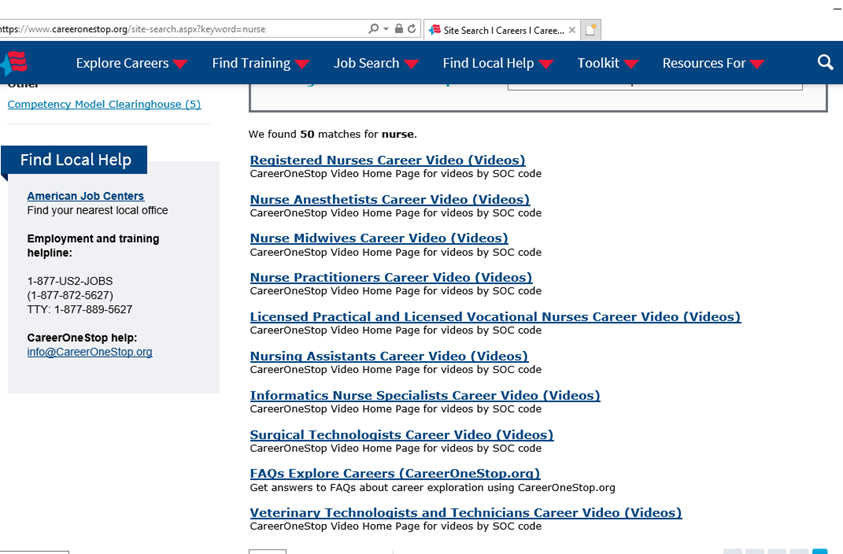 https://www.careeronestop.org/site-search.aspx?keyword=nurse
Site Search | Careers | Caree...
Explore Careers
Find Training
Job Search
Find Local Help
Toolkit
Resources For
Other
Competency Model Clearinghouse (5)
Find Local Help
American Job Centers
Find your nearest local office
Employment and training
helpline:
1-877-US2-JOBS
(1-877-872-5627)
TTY: 1-877-889-5627
CareerOneStop help:
info@CareerOneStop.org
We found 50 matches for nurse.
Registered Nurses Career Video (Videos)
CareerOneStop Video Home Page for videos by SOC code
Nurse Anesthetists Career Video (Videos)
CareerOneStop Video Home Page for videos by SOC code
Nurse Midwives Career Video (Videos)
CareerOneStop Video Home Page for videos by SOC code
Nurse Practitioners Career Video (Videos)
CareerOneStop Video Home Page for videos by SOC code
Licensed Practical and Licensed Vocational Nurses Career Video (Videos)
CareerOneStop Video Home Page for videos by SOC code
Nursing Assistants Career Video (Videos)
CareerOneStop Video Home Page for videos by SOC code
Informatics Nurse Specialists Career Video (Videos)
CareerOneStop Video Home Page for videos by SOC code
Surgical Technologists Career Video (Videos)
CareerOneStop Video Home Page for videos by SOC code
FAQs Explore Careers (CareerOneStop.org)
Get answers to FAQs about career exploration using CareerOneStop.org
Veterinary Technologists and Technicians Career Video (Videos)
CareerOneStop Video Home Page for videos by SOC code